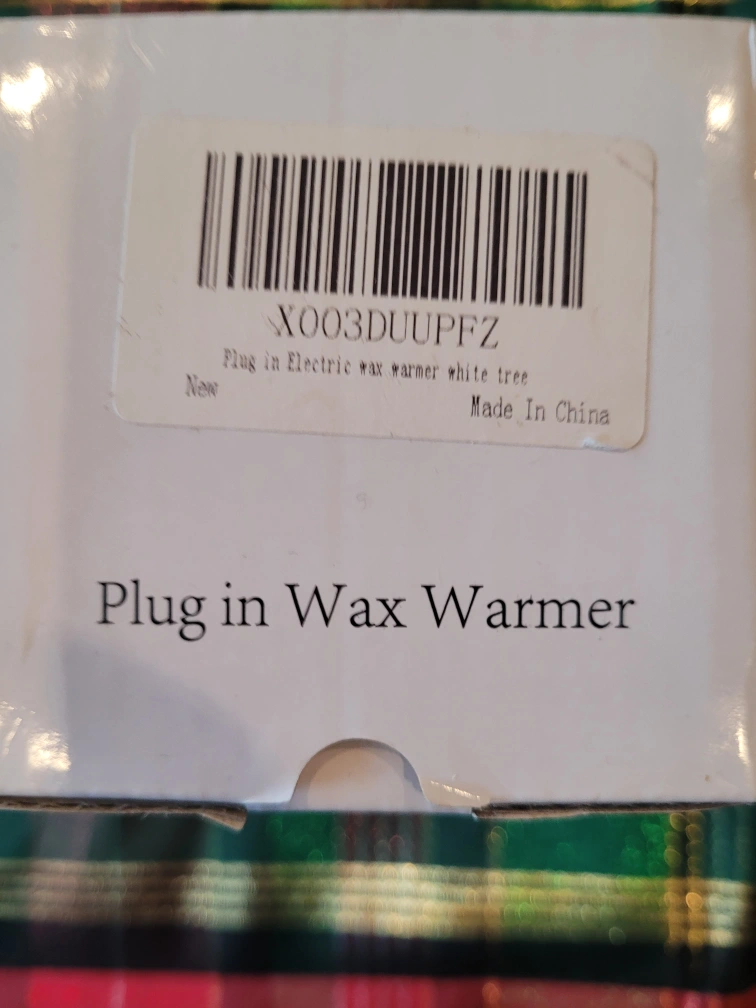 X003DUUPFZ
Plug in Electric wax warmer white tree
New
Made In China
Plug in Wax Warmer